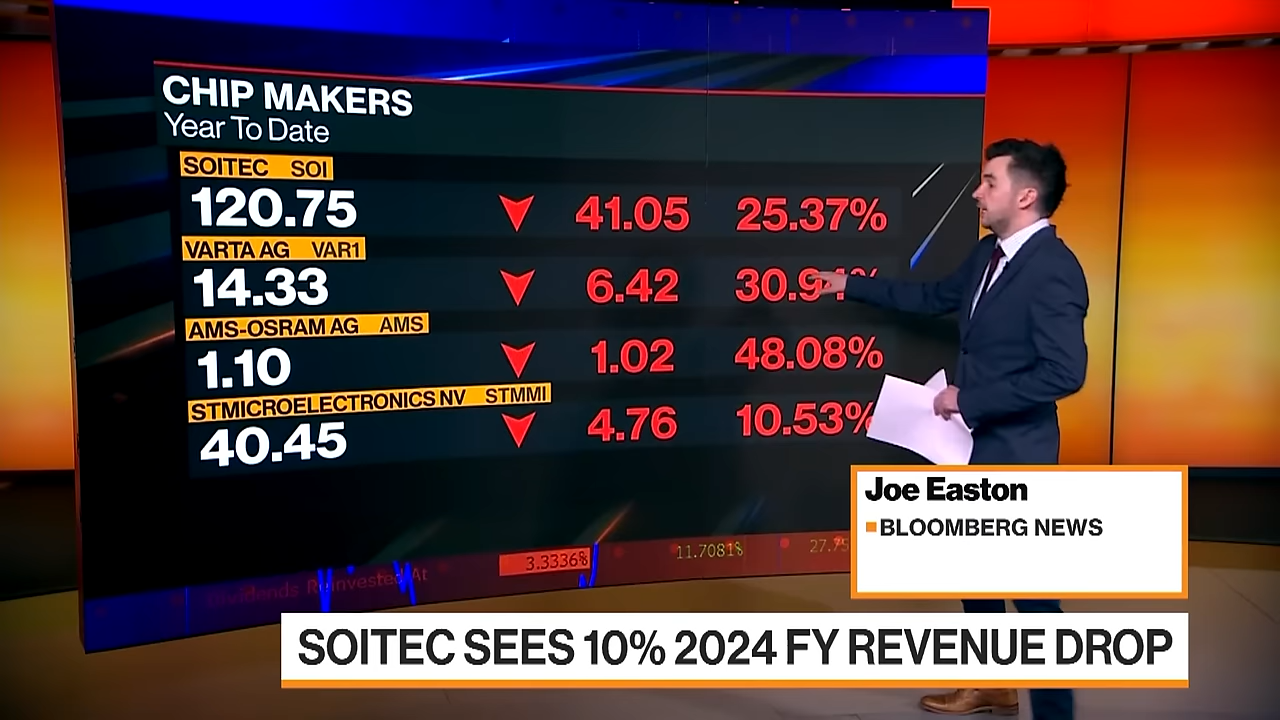 CHIP MAKERS
Year To Date
SOITEC SOI
120.75 41.05 25.37%
VARTA AG VAR1
14.33 6.42
AMS-OSRAM AG AMS
1.10 1.02 48.08%
STMICROELECTRONICS NV STMMI
40.45 4.76 10.53%
Joe Easton
BLOOMBERG NEWS
3.3336% 11.7081%
Reinvested At
SOITEC SEES 10% 2024 FY REVENUE DROP